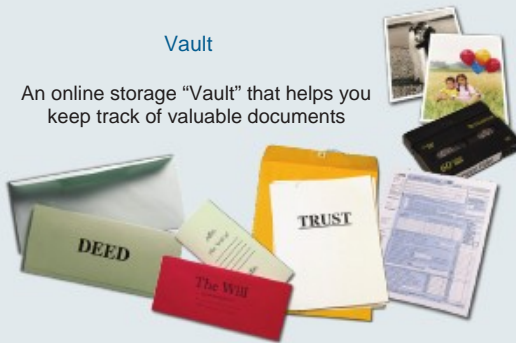 Vault
An online storage “Vault” that helps you
keep track of valuable documents
TRUST
DEED
The Will